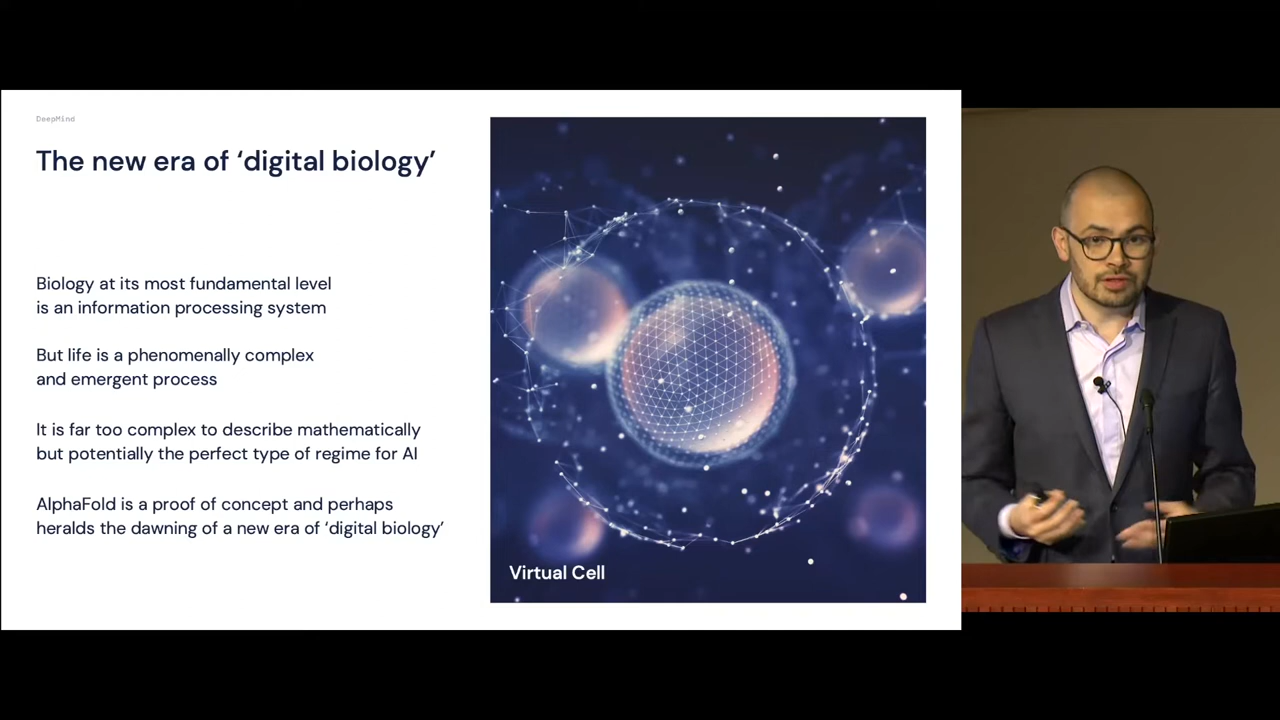 DeepMind
The new era of ‘digital biology’
Biology at its most fundamental level
is an information processing system
But life is a phenomenally complex
and emergent process
It is far too complex to describe mathematically
but potentially the perfect type of regime for AI
AlphaFold is a proof of concept and perhaps
heralds the dawning of a new era of ‘digital biology’
Virtual Cell